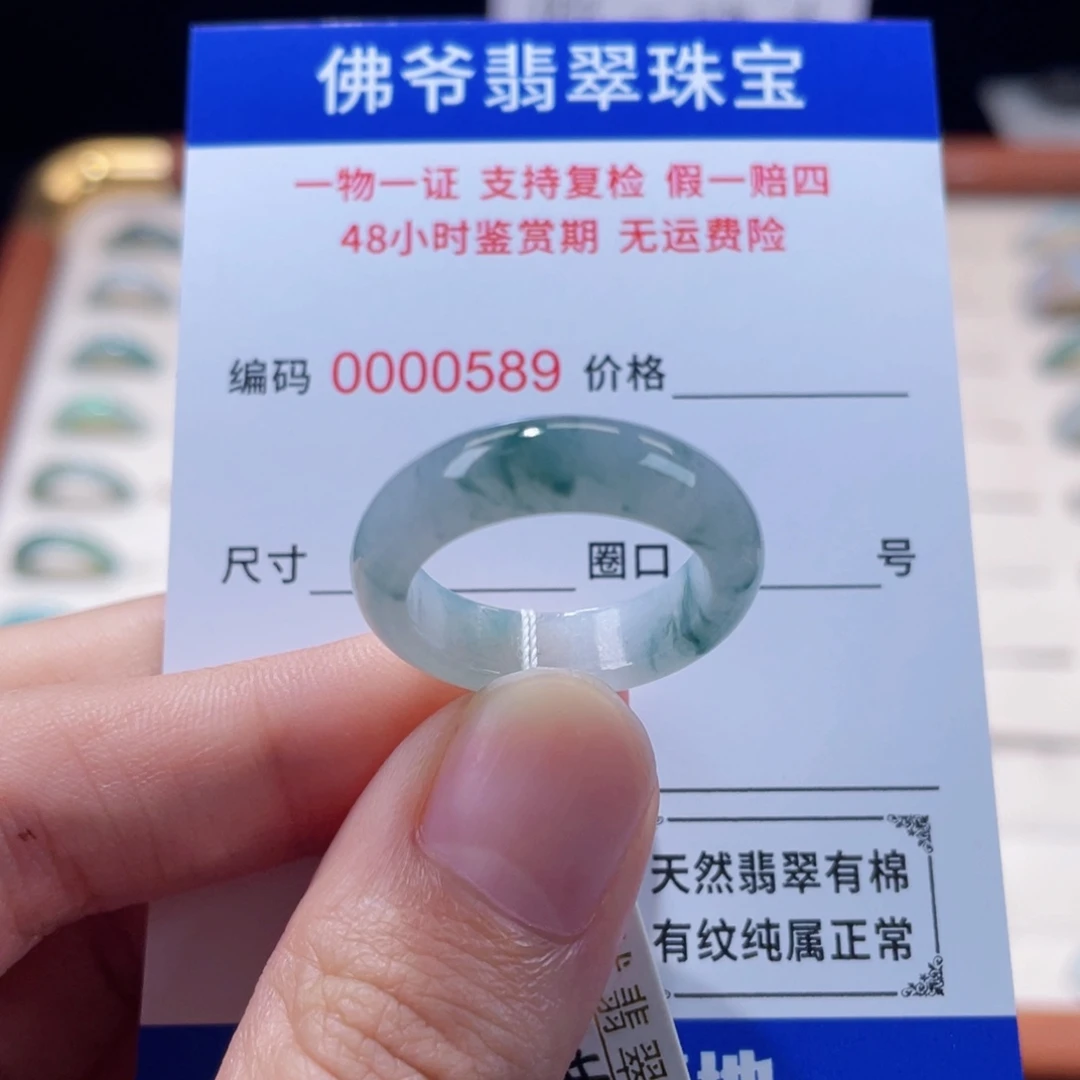 佛爷翡翠珠宝
一物一证 支持复检 假一赔四
48小时鉴赏期 无运费险
编码 0000589 价格
尺寸 圈口 号
天然翡翠有棉
有纹纯属正常
翡翠